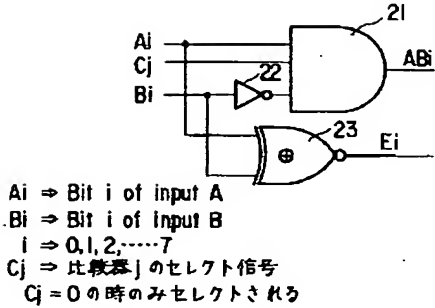 21
Ai
Cj
ABi
22
Bi
23
Ei
⊕
Ai ⇒ Bit i of input A
Bi ⇒ Bit i of input B
i ⇒ 0,1,2,……7
Cj ⇒ 比較器jのセレクト信号
Cj = 0の時のみセレクトされる